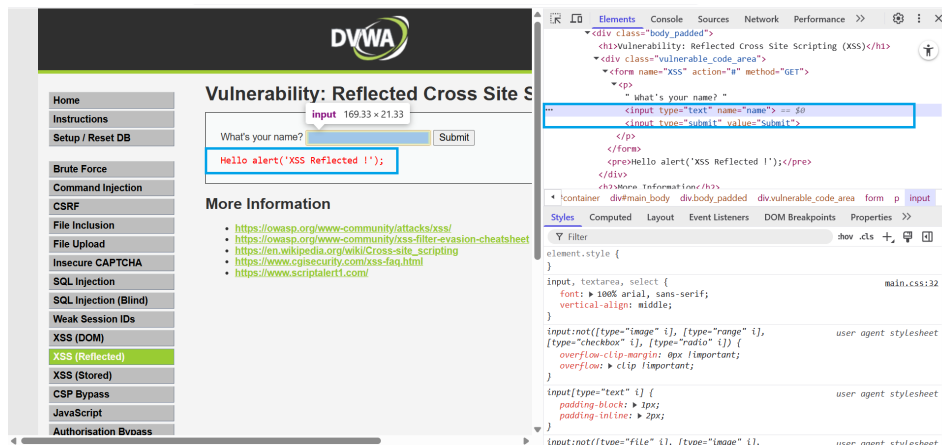 DVWA
Home
Instructions
Setup / Reset DB
Brute Force
Command Injection
CSRF
File Inclusion
File Upload
Insecure CAPTCHA
SQL Injection
SQL Injection (Blind)
Weak Session IDs
XSS (DOM)
XSS (Reflected)
XSS (Stored)
CSP Bypass
JavaScript
Authorisation Bypass
Vulnerability: Reflected Cross Site S
input 169.33 × 21.33
What's your name? Submit
Hello alert('XSS Reflected !');
More Information
https://owasp.org/www-community/attacks/xss/
https://owasp.org/www-community/xss-filter-evasion-cheatsheet
https://en.wikipedia.org/wiki/Cross-site_scripting
https://www.cgisecurity.com/xss-faq.html
https://www.scriptalert1.com/
Elements Console Sources Network Performance
<div class="body_padded">
<h1>Vulnerability: Reflected Cross Site Scripting (XSS)</h1>
<div class="vulnerable_code_area">
<form name="XSS" action="#" method="GET">
<p>
" What's your name? "
<input type="text" name="name"> == $0
<input type="submit" value="Submit">
</p>
</form>
<pre>Hello alert('XSS Reflected !');</pre>
</div>
<h2>More Information</h2>
#container div#main_body div.body_padded div.vulnerable_code_area form p input
Styles Computed Layout Event Listeners DOM Breakpoints Properties
Filter :hov .cls
element.style {
}
input, textarea, select { main.css:32
font: 100% arial, sans-serif;
vertical-align: middle;
}
input:not([type="image" i], [type="range" i], user agent stylesheet
[type="checkbox" i], [type="radio" i]) {
overflow-clip-margin: 0px !important;
overflow: clip !important;
}
input[type="text" i] { user agent stylesheet
padding-block: 1px;
padding-inline: 2px;
}
input:not([type="file" i], [type="image" i], user agent stylesheet